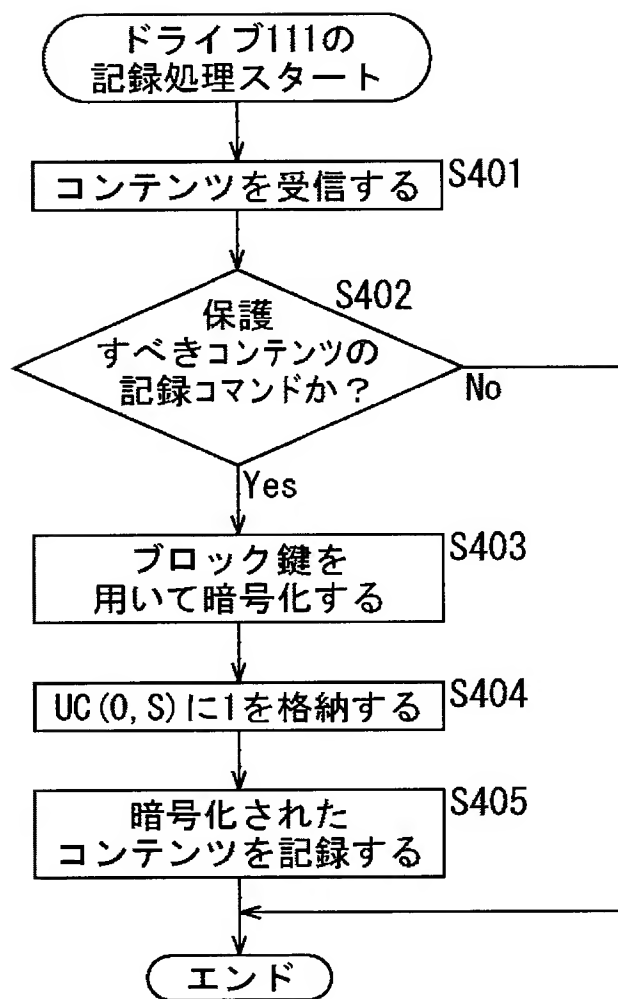 ドライブ111の
記録処理スタート
コンテンツを受信する
S401
S402
保護
すべきコンテンツの
記録コマンドか？
No
Yes
ブロック鍵を
用いて暗号化する
S403
UC(0,S)に1を格納する
S404
暗号化された
コンテンツを記録する
S405
エンド